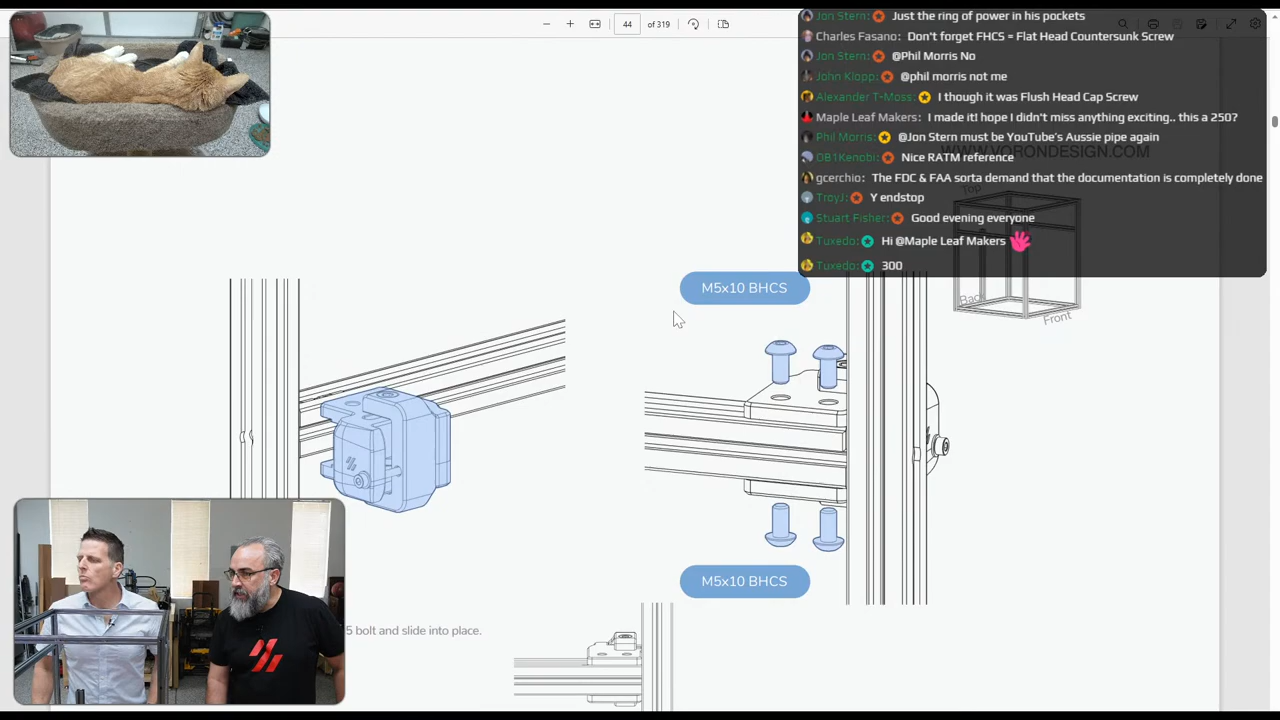 44 of 319
Jon Stern: Just the ring of power in his pockets
Charles Fasano: Don't forget FHCS = Flat Head Countersunk Screw
Jon Stern: @Phil Morris No
John Klopp: @phil morris not me
Alexander T-Moss: I though it was Flush Head Cap Screw
Maple Leaf Makers: I made it! hope I didn't miss anything exciting.. this a 250?
Phil Morris: @Jon Stern must be YouTube's Aussie pipe again
WWW.VORONDESIGN.COM
OB1Kenobi: Nice RATM reference
gcerchio: The FDC & FAA sorta demand that the documentation is completely done
TroyJ: Y endstop
Stuart Fisher: Good evening everyone
Tuxedo: Hi @Maple Leaf Makers
Tuxedo: 300
Top
Back
Front
M5x10 BHCS
M5x10 BHCS
5 bolt and slide into place.